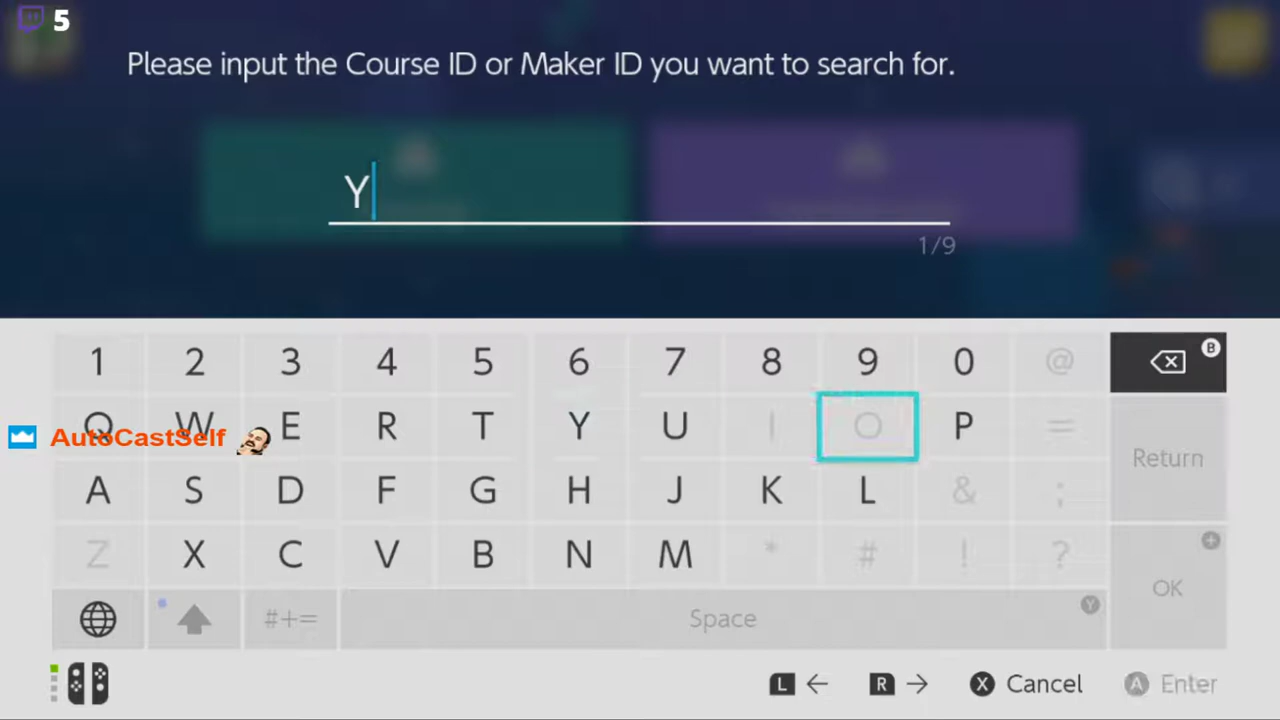 5
Please input the Course ID or Maker ID you want to search for.
Y
1/9
1 2 3 4 5 6 7 8 9 0 @ B
Q W E R T Y U I O P =
AutoCastSelf
Return
A S D F G H J K L & ;
Z X C V B N M * # ! ?
OK
#+= Space Y
L ← R → X Cancel A Enter